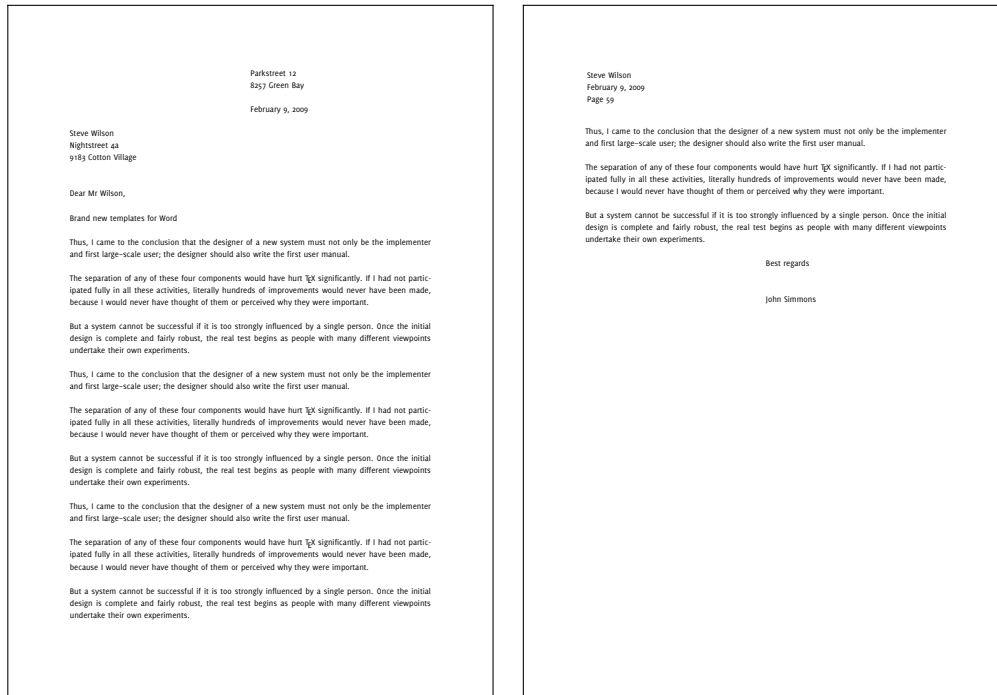 Parkstreet 12
8257 Green Bay
February 9, 2009
Steve Wilson
Nightstreet 4a
9183 Cotton Village
Dear Mr Wilson,
Brand new templates for Word
Thus, I came to the conclusion that the designer of a new system must not only be the implementer
and first large-scale user; the designer should also write the first user manual.
The separation of any of these four components would have hurt TEX significantly. If I had not partic-
ipated fully in all these activities, literally hundreds of improvements would never have been made,
because I would never have thought of them or perceived why they were important.
But a system cannot be successful if it is too strongly influenced by a single person. Once the initial
design is complete and fairly robust, the real test begins as people with many different viewpoints
undertake their own experiments.
Thus, I came to the conclusion that the designer of a new system must not only be the implementer
and first large-scale user; the designer should also write the first user manual.
The separation of any of these four components would have hurt TEX significantly. If I had not partic-
ipated fully in all these activities, literally hundreds of improvements would never have been made,
because I would never have thought of them or perceived why they were important.
But a system cannot be successful if it is too strongly influenced by a single person. Once the initial
design is complete and fairly robust, the real test begins as people with many different viewpoints
undertake their own experiments.
Thus, I came to the conclusion that the designer of a new system must not only be the implementer
and first large-scale user; the designer should also write the first user manual.
The separation of any of these four components would have hurt TEX significantly. If I had not partic-
ipated fully in all these activities, literally hundreds of improvements would never have been made,
because I would never have thought of them or perceived why they were important.
But a system cannot be successful if it is too strongly influenced by a single person. Once the initial
design is complete and fairly robust, the real test begins as people with many different viewpoints
undertake their own experiments.
Steve Wilson
February 9, 2009
Page 59
Thus, I came to the conclusion that the designer of a new system must not only be the implementer
and first large-scale user; the designer should also write the first user manual.
The separation of any of these four components would have hurt TEX significantly. If I had not partic-
ipated fully in all these activities, literally hundreds of improvements would never have been made,
because I would never have thought of them or perceived why they were important.
But a system cannot be successful if it is too strongly influenced by a single person. Once the initial
design is complete and fairly robust, the real test begins as people with many different viewpoints
undertake their own experiments.
Best regards
John Simmons